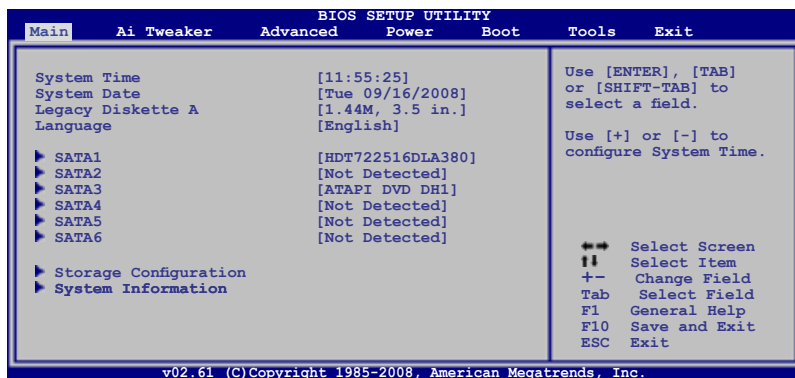 BIOS SETUP UTILITY
Main Ai Tweaker Advanced Power Boot Tools Exit
System Time [11:55:25]
System Date [Tue 09/16/2008]
Legacy Diskette A [1.44M, 3.5 in.]
Language [English]
SATA1 [HDT722516DLA380]
SATA2 [Not Detected]
SATA3 [ATAPI DVD DH1]
SATA4 [Not Detected]
SATA5 [Not Detected]
SATA6 [Not Detected]
Storage Configuration
System Information
Use [ENTER], [TAB]
or [SHIFT-TAB] to
select a field.
Use [+] or [-] to
configure System Time.
Select Screen
Select Item
+- Change Field
Tab Select Field
F1 General Help
F10 Save and Exit
ESC Exit
v02.61 (C)Copyright 1985-2008, American Megatrends, Inc.